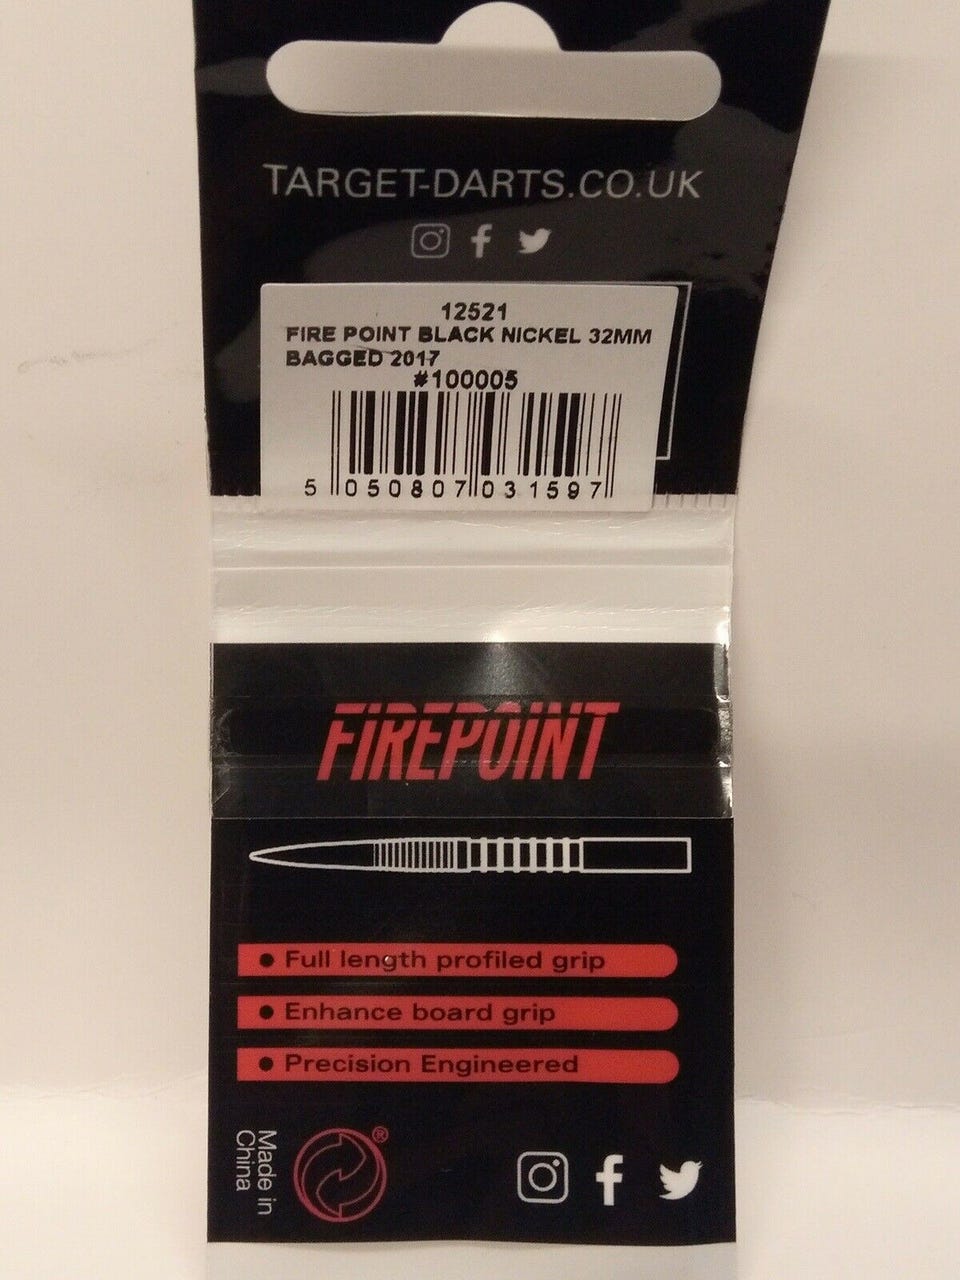 TARGET-DARTS.CO.UK
12521
FIRE POINT BLACK NICKEL 32MM
BAGGED 2017
#100005
5 050807 031597
FIREPOINT
• Full length profiled grip
• Enhance board grip
• Precision Engineered
Made in
China
®